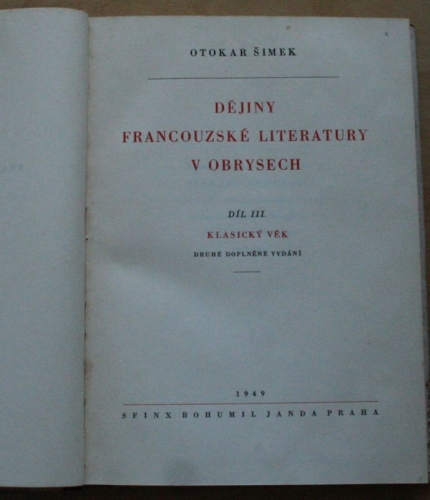 OTOKAR ŠIMEK
DĚJINY
FRANCOUZSKÉ LITERATURY
V OBRYSECH
DÍL III
KLASICKÝ VĚK
DRUHÉ DOPLNĚNÉ VYDÁNÍ
1949
SFINX BOHUMIL JANDA PRAHA